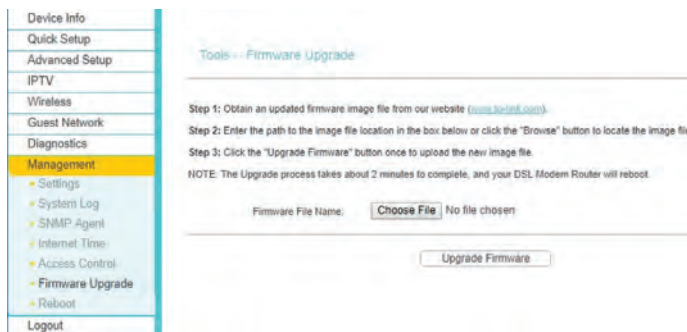 Device Info
Quick Setup
Advanced Setup
IPTV
Wireless
Guest Network
Diagnostics
Management
Settings
System Log
SNMP Agent
Internet Time
Access Control
Firmware Upgrade
Reboot
Logout
Tools -- Firmware Upgrade
Step 1: Obtain an updated firmware image file from our website (www.tp-link.com).
Step 2: Enter the path to the image file location in the box below or click the "Browse" button to locate the image file
Step 3: Click the "Upgrade Firmware" button once to upload the new image file.
NOTE: The Upgrade process takes about 2 minutes to complete, and your DSL Modem Router will reboot.
Firmware File Name: Choose File No file chosen
Upgrade Firmware